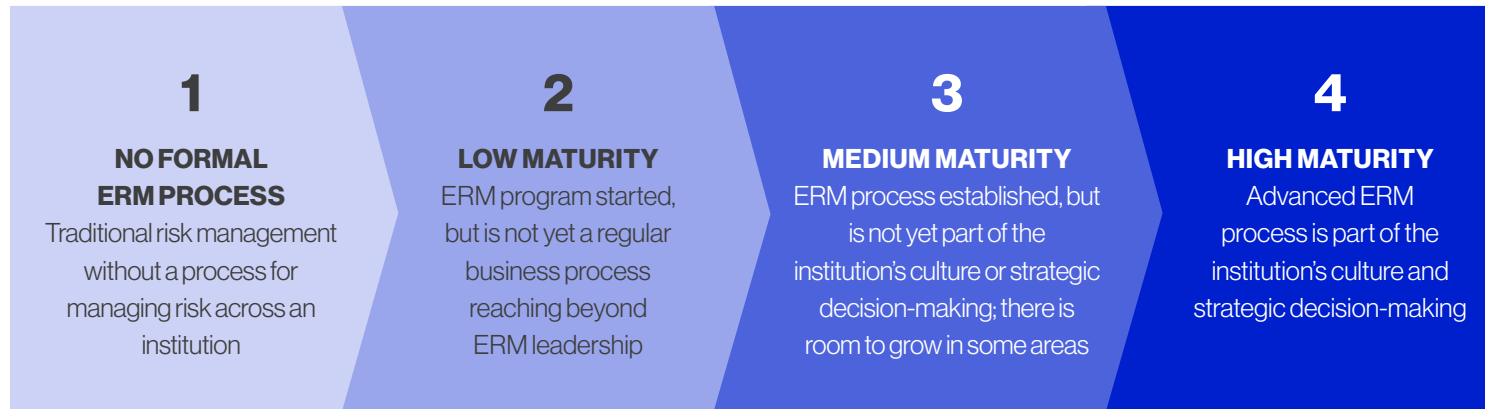 1
NO FORMAL
ERM PROCESS
Traditional risk management
without a process for
managing risk across an
institution
2
LOW MATURITY
ERM program started,
but is not yet a regular
business process
reaching beyond
ERM leadership
3
MEDIUM MATURITY
ERM process established, but
is not yet part of the
institution’s culture or strategic
decision-making; there is
room to grow in some areas
4
HIGH MATURITY
Advanced ERM
process is part of the
institution’s culture and
strategic decision-making